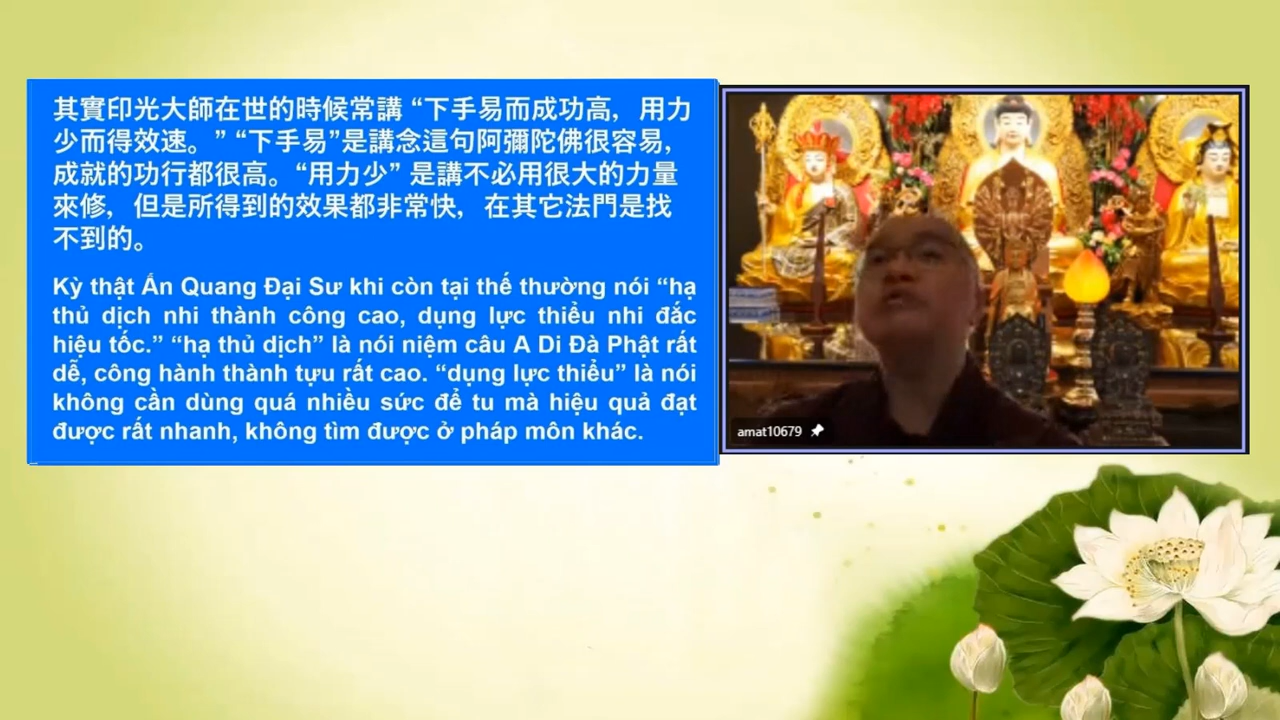 其實印光大師在世的時候常講 “下手易而成功高，用力
少而得效速。” “下手易”是講念這句阿彌陀佛很容易，
成就的功行都很高。“用力少” 是講不必用很大的力量
來修，但是所得到的效果都非常快，在其它法門是找
不到的。
Kỳ thật Ấn Quang Đại Sư khi còn tại thế thường nói “hạ
thủ dịch nhi thành công cao, dụng lực thiểu nhi đắc
hiệu tốc.” “hạ thủ dịch” là nói niệm câu A Di Đà Phật rất
dễ, công hành thành tựu rất cao. “dụng lực thiểu” là nói
không cần dùng quá nhiều sức để tu mà hiệu quả đạt
được rất nhanh, không tìm được ở pháp môn khác.
amat10679